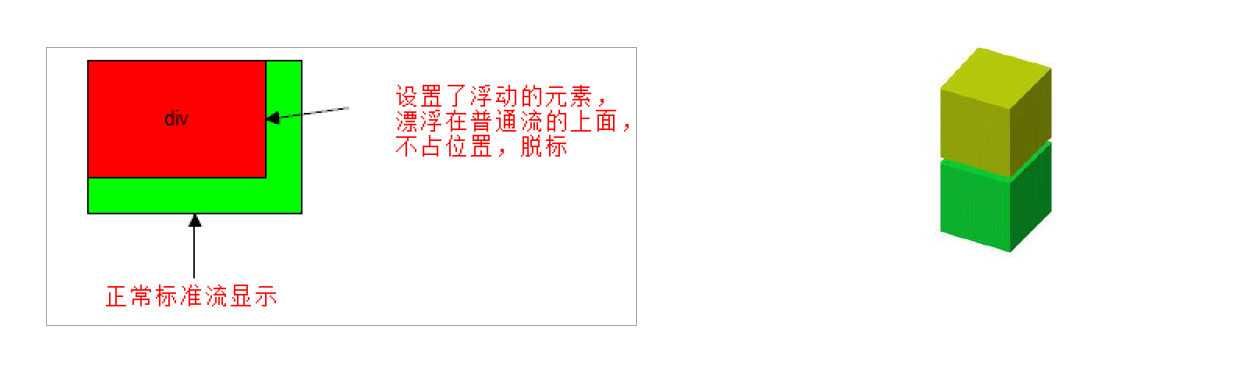 div
设置了浮动的元素，
漂浮在普通流的上面，
不占位置，脱标
正常标准流显示